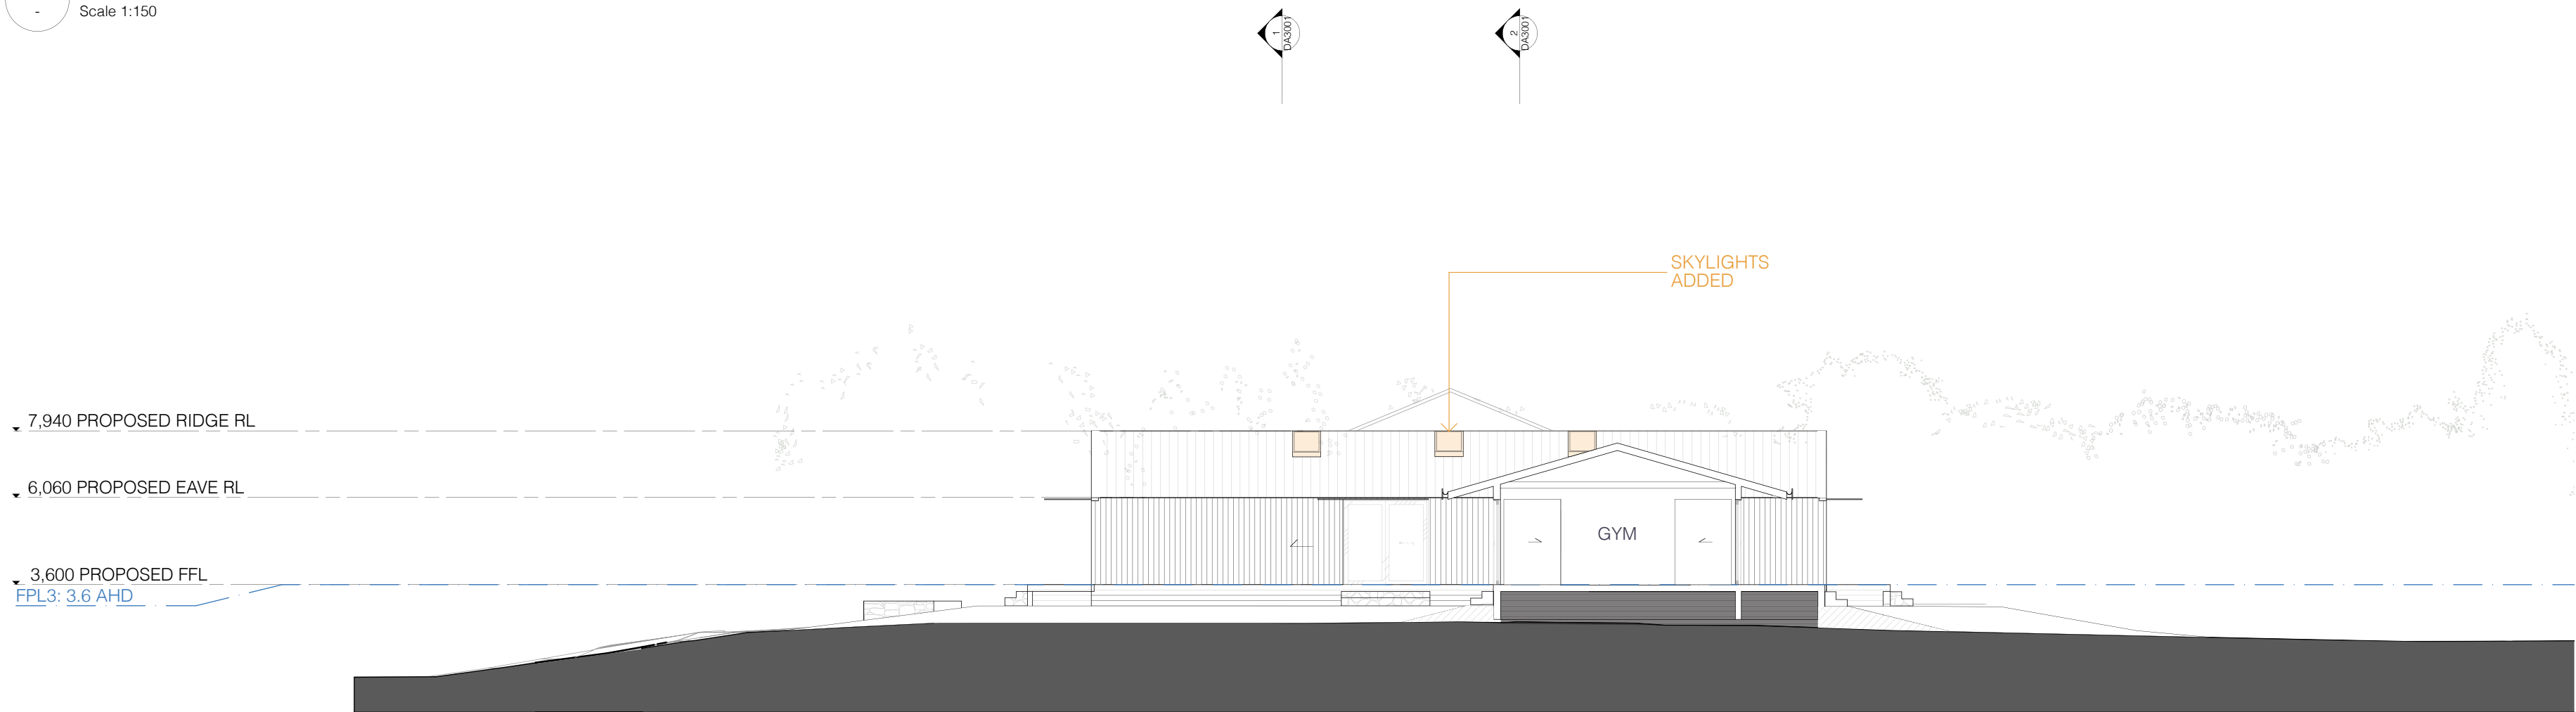 -
Scale 1:150
1
DA3001
2
DA3001
SKYLIGHTS
ADDED
7,940 PROPOSED RIDGE RL
6,060 PROPOSED EAVE RL
GYM
3,600 PROPOSED FFL
FPL3: 3.6 AHD